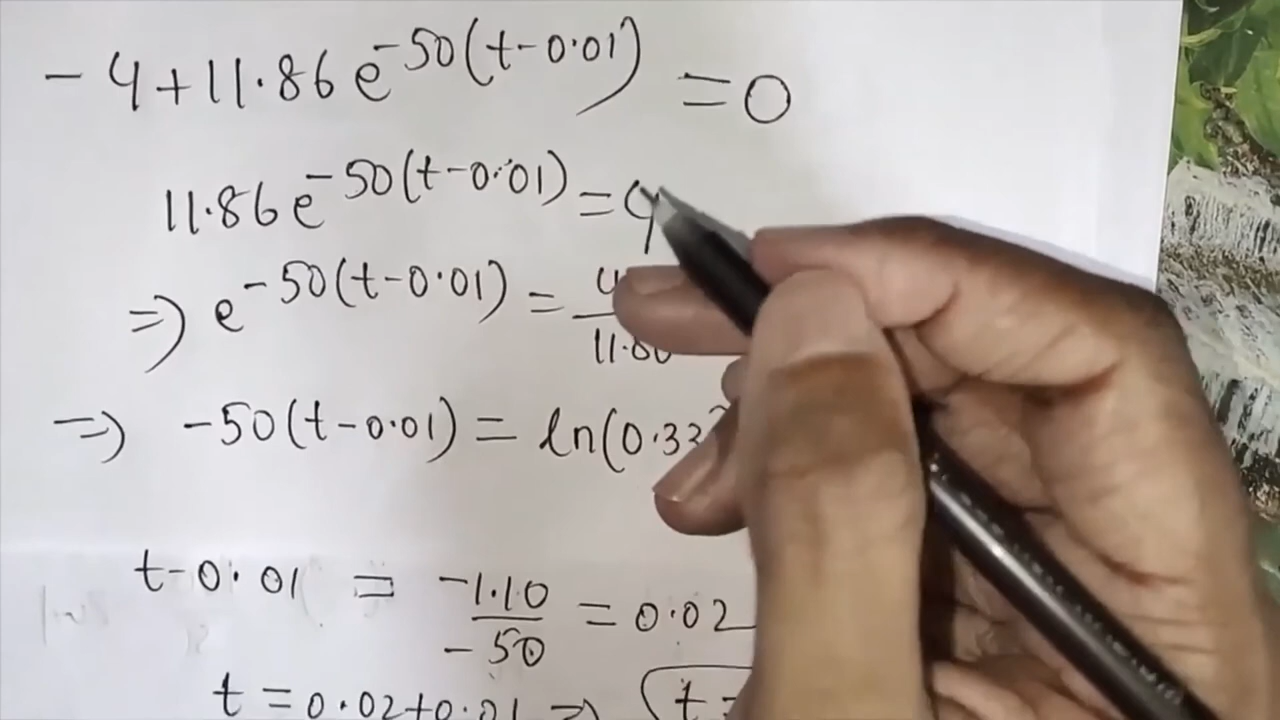 - 4 + 11.86 e^{-50(t-0.01)} = 0
11.86 e^{-50(t-0.01)} = 4
=> e^{-50(t-0.01)} = 4/11.86
=> -50(t-0.01) = ln(0.33
t-0.01 = -1.10/-50 = 0.02
t = 0.02+0.01 => t =